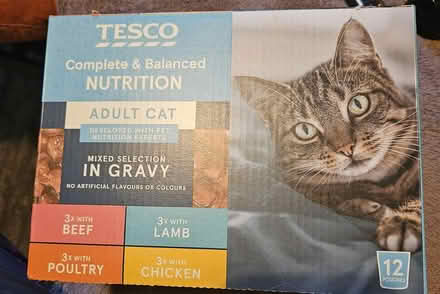 TESCO
Complete & Balanced
NUTRITION
ADULT CAT
DEVELOPED WITH PET
NUTRITION EXPERTS
MIXED SELECTION
IN GRAVY
NO ARTIFICIAL FLAVOURS OR COLOURS
3X WITH
BEEF
3X WITH
LAMB
3X WITH
POULTRY
3X WITH
CHICKEN
12
POUCHES